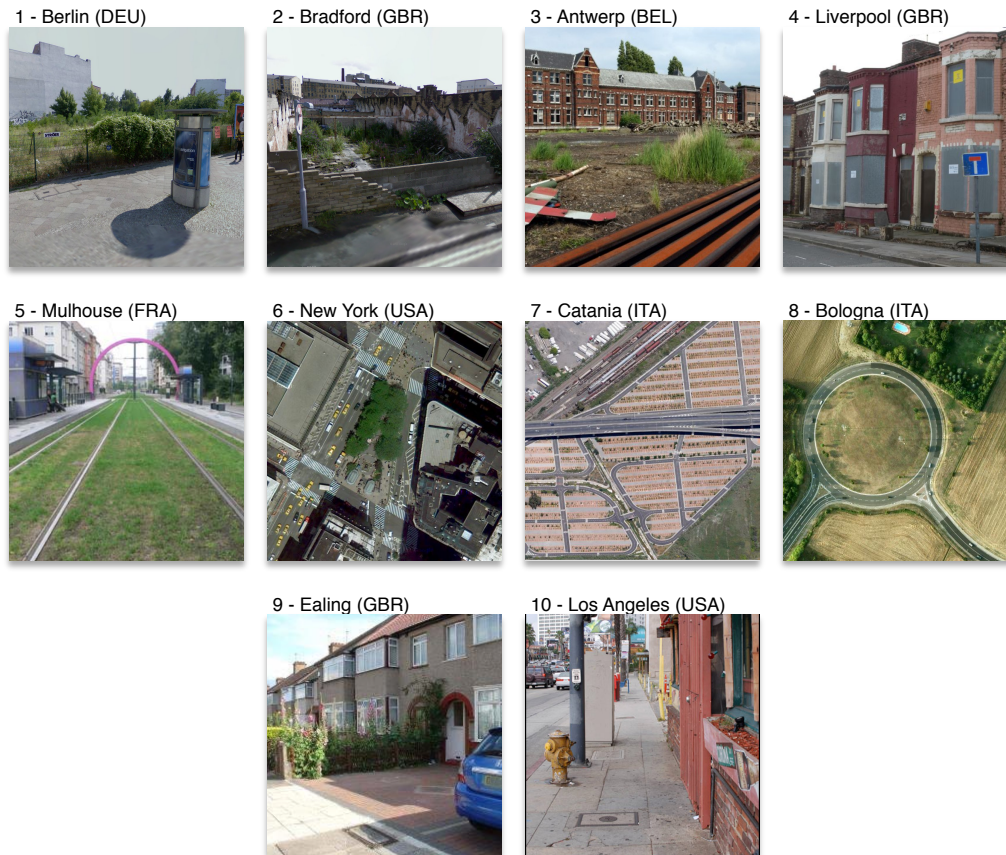 1 - Berlin (DEU)
2 - Bradford (GBR)
3 - Antwerp (BEL)
4 - Liverpool (GBR)
5 - Mulhouse (FRA)
6 - New York (USA)
7 - Catania (ITA)
8 - Bologna (ITA)
9 - Ealing (GBR)
10 - Los Angeles (USA)